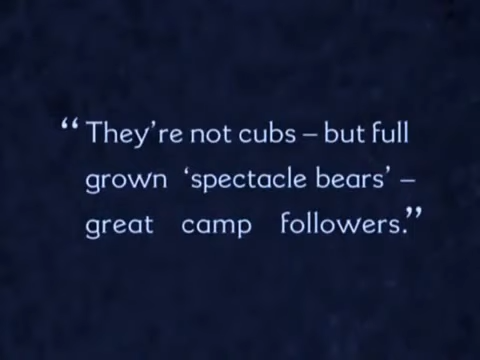 “They’re not cubs – but full
grown ‘spectacle bears’ –
great camp followers.”